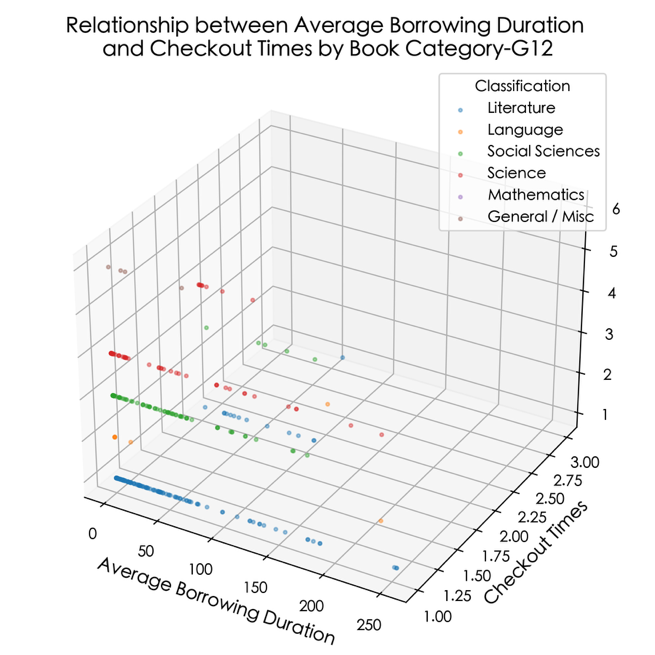 Relationship between Average Borrowing Duration
and Checkout Times by Book Category-G12
Classification
Literature
Language
Social Sciences
Science
Mathematics
General / Misc
6
5
4
3
2
1
3.00
2.75
2.50
2.25
2.00
1.75
1.50
1.25
1.00
Checkout Times
0
50
100
150
200
250
Average Borrowing Duration